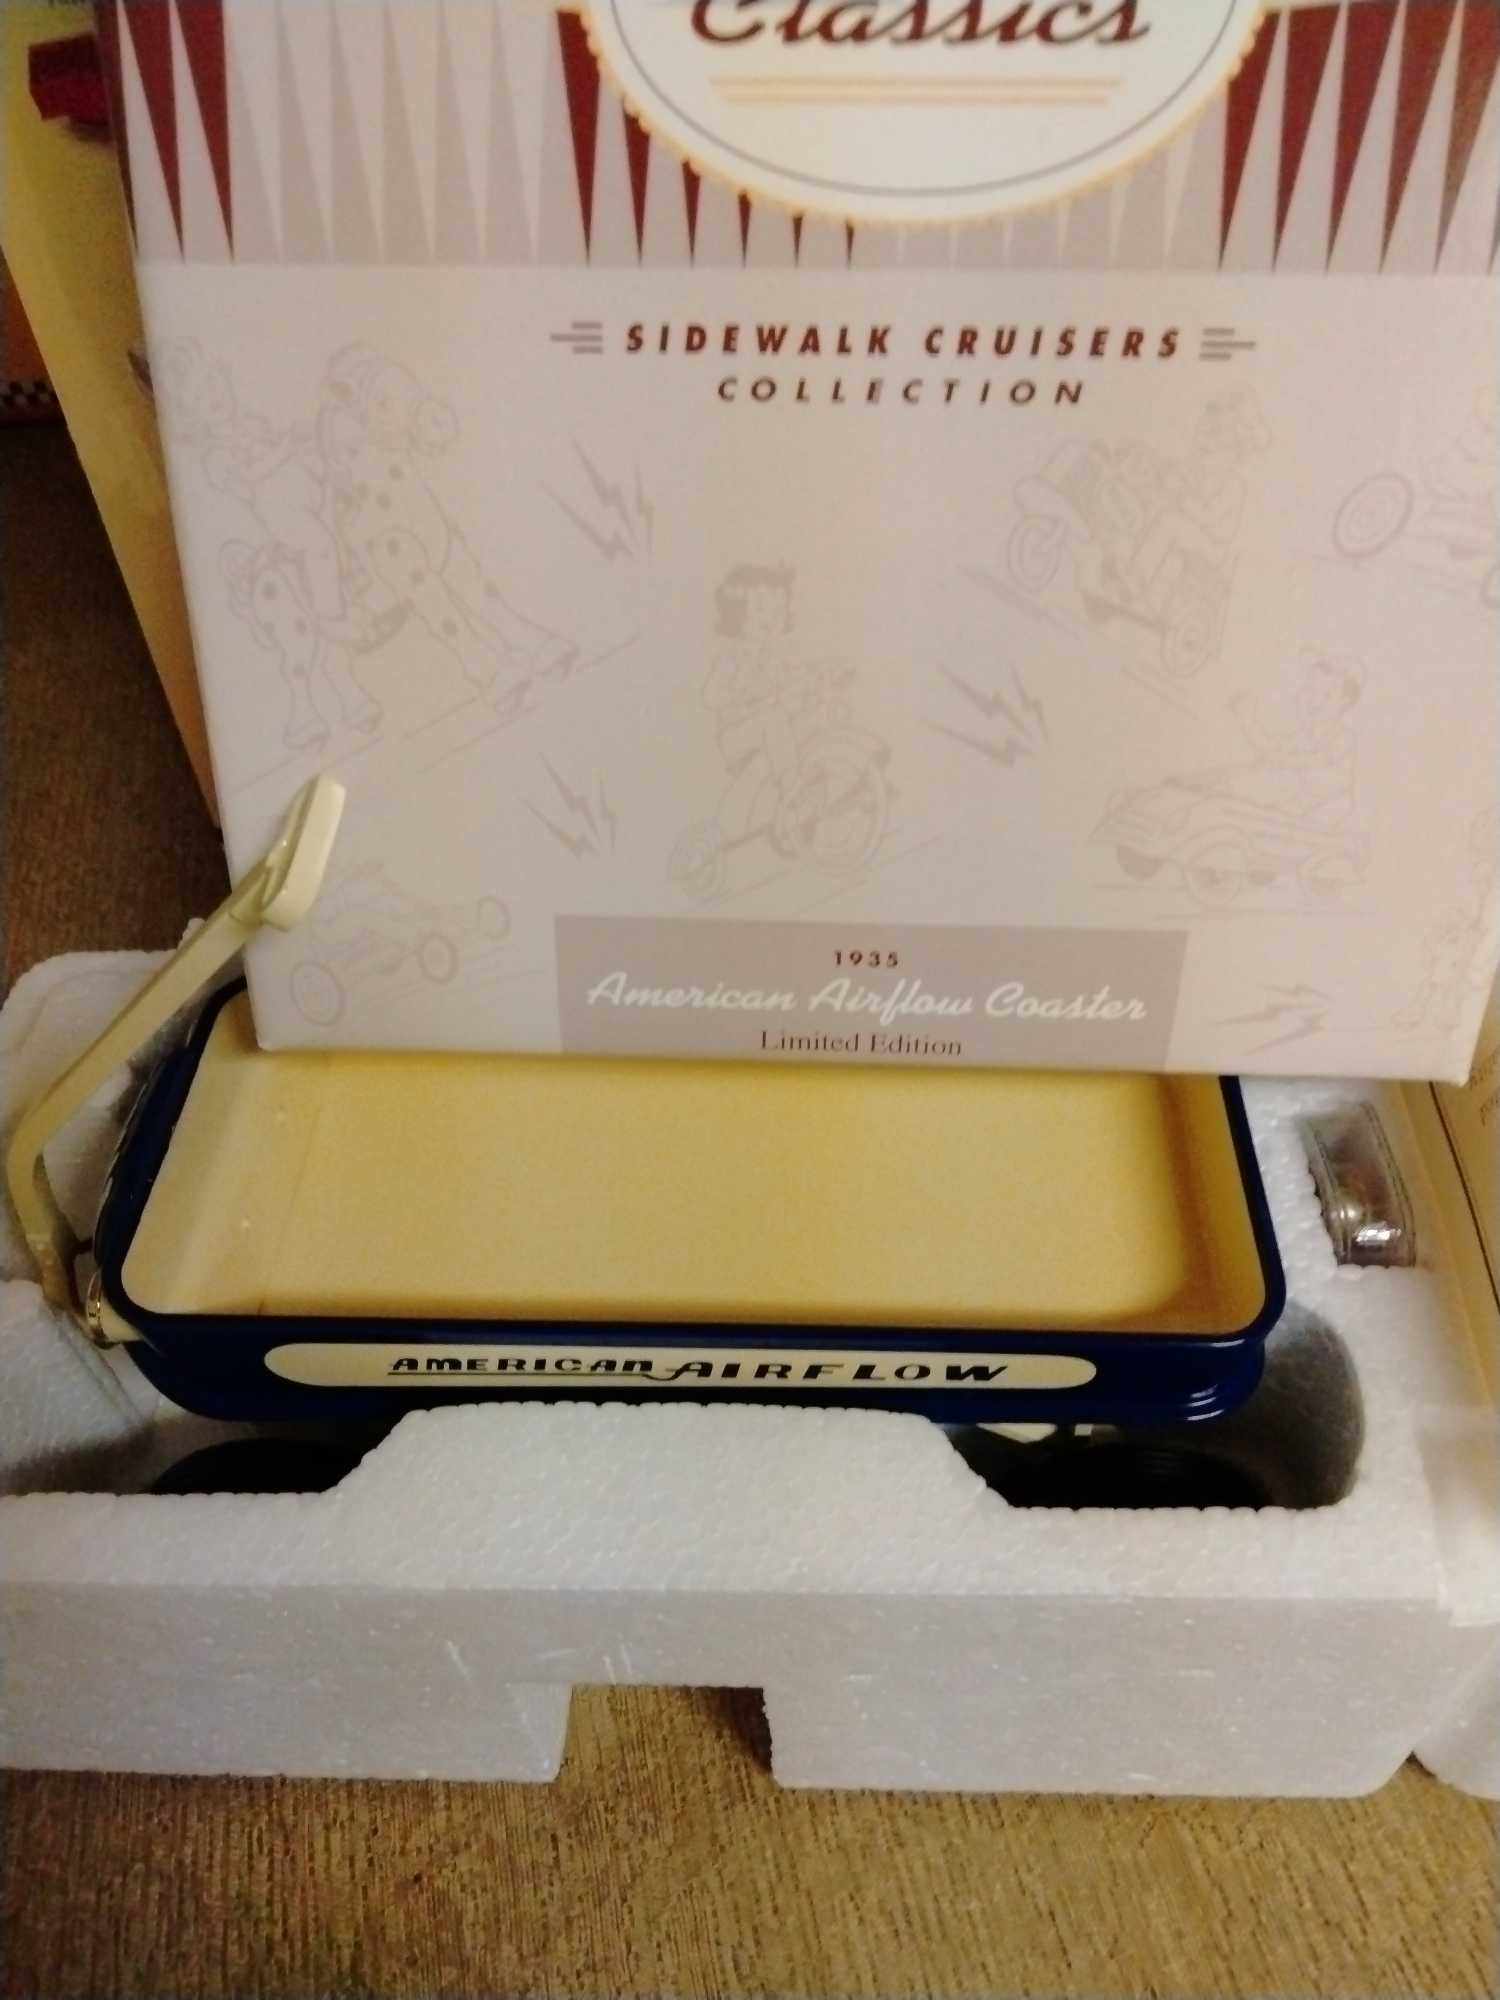 Classics
SIDEWALK CRUISERS
COLLECTION
1935
American Airflow Coaster
Limited Edition
AMERICAN AIRFLOW